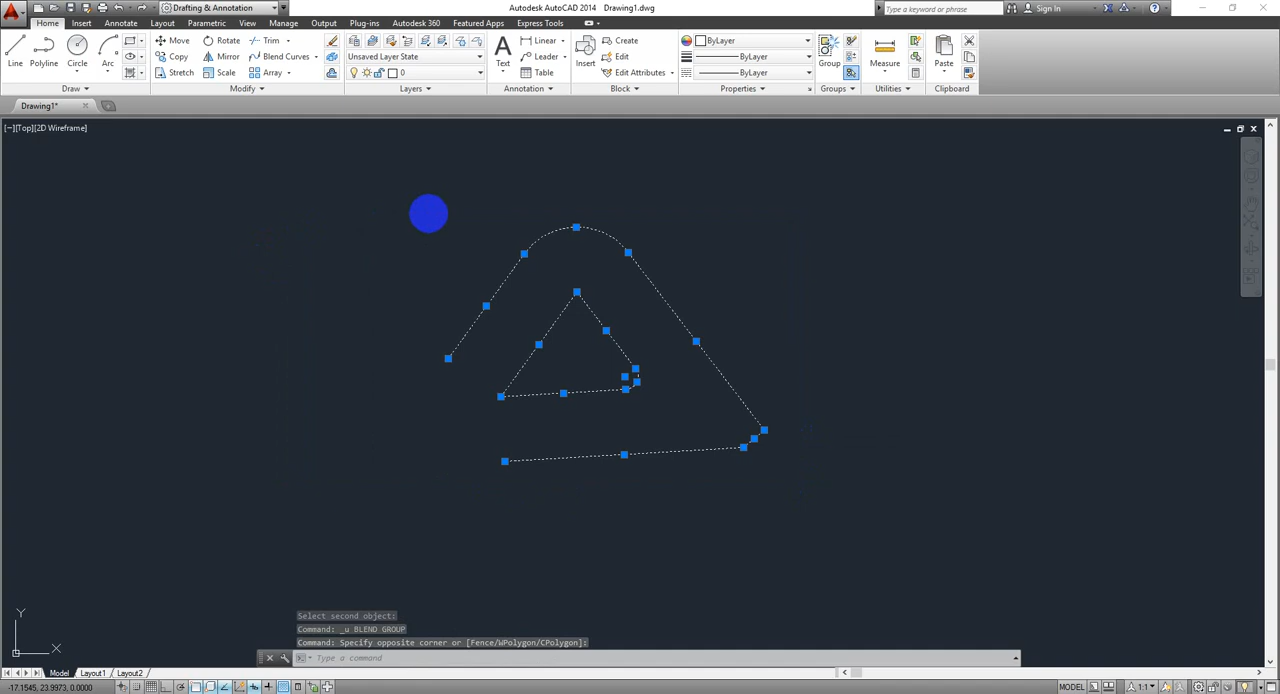 Drafting & Annotation
Autodesk AutoCAD 2014 Drawing1.dwg
Type a keyword or phrase
Sign In
Home
Insert
Annotate
Layout
Parametric
View
Manage
Output
Plug-ins
Autodesk 360
Featured Apps
Express Tools
Move
Rotate
Trim
Copy
Mirror
Blend Curves
Stretch
Scale
Array
Line
Polyline
Circle
Arc
Unsaved Layer State
0
Text
Linear
Leader
Table
Insert
Create
Edit
Edit Attributes
ByLayer
ByLayer
ByLayer
Group
Measure
Paste
Draw
Modify
Layers
Annotation
Block
Properties
Groups
Utilities
Clipboard
Drawing1*
[−][Top][2D Wireframe]
Y
X
Select second object:
Command: _u BLEND GROUP
Command: Specify opposite corner or [Fence/WPolygon/CPolygon]:
Type a command
Model
Layout1
Layout2
-17.1545, 23.9973, 0.0000
MODEL
1:1